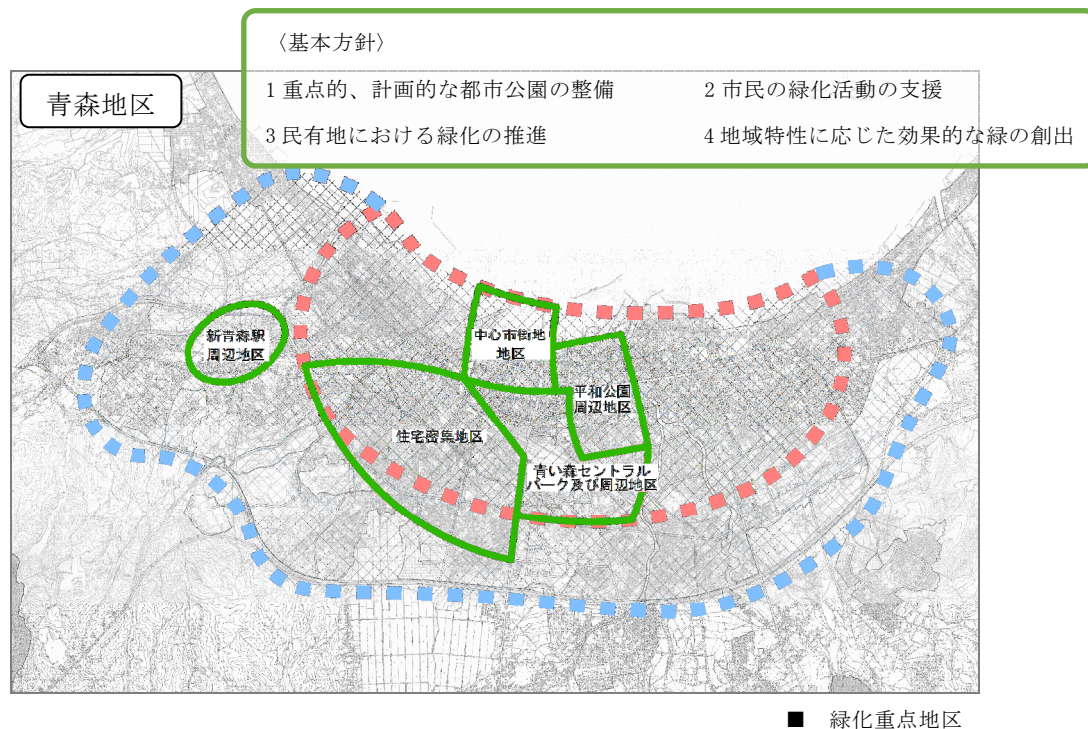 〈基本方針〉
1 重点的、計画的な都市公園の整備
2 市民の緑化活動の支援
3 民有地における緑化の推進
4 地域特性に応じた効果的な緑の創出
青森地区
新青森駅
周辺地区
中心市街地
地区
平和公園
周辺地区
住宅密集地区
青い森セントラル
パーク及び周辺地区
■ 緑化重点地区